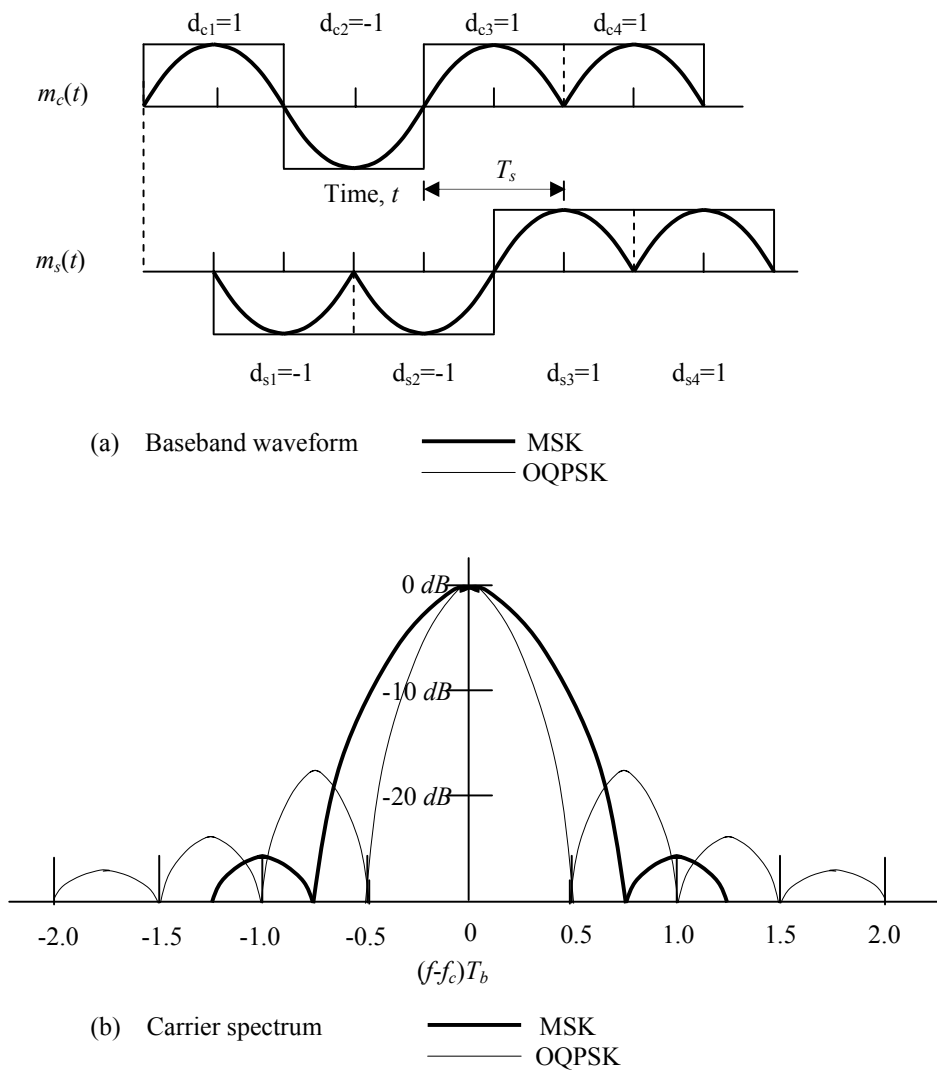 d_c1=1 d_c2=-1 d_c3=1 d_c4=1
m_c(t)
Time, t T_s
m_s(t)
d_s1=-1 d_s2=-1 d_s3=1 d_s4=1
(a) Baseband waveform MSK
OQPSK
0 dB
-10 dB
-20 dB
-2.0 -1.5 -1.0 -0.5 0 0.5 1.0 1.5 2.0
(f-f_c)T_b
(b) Carrier spectrum MSK
OQPSK